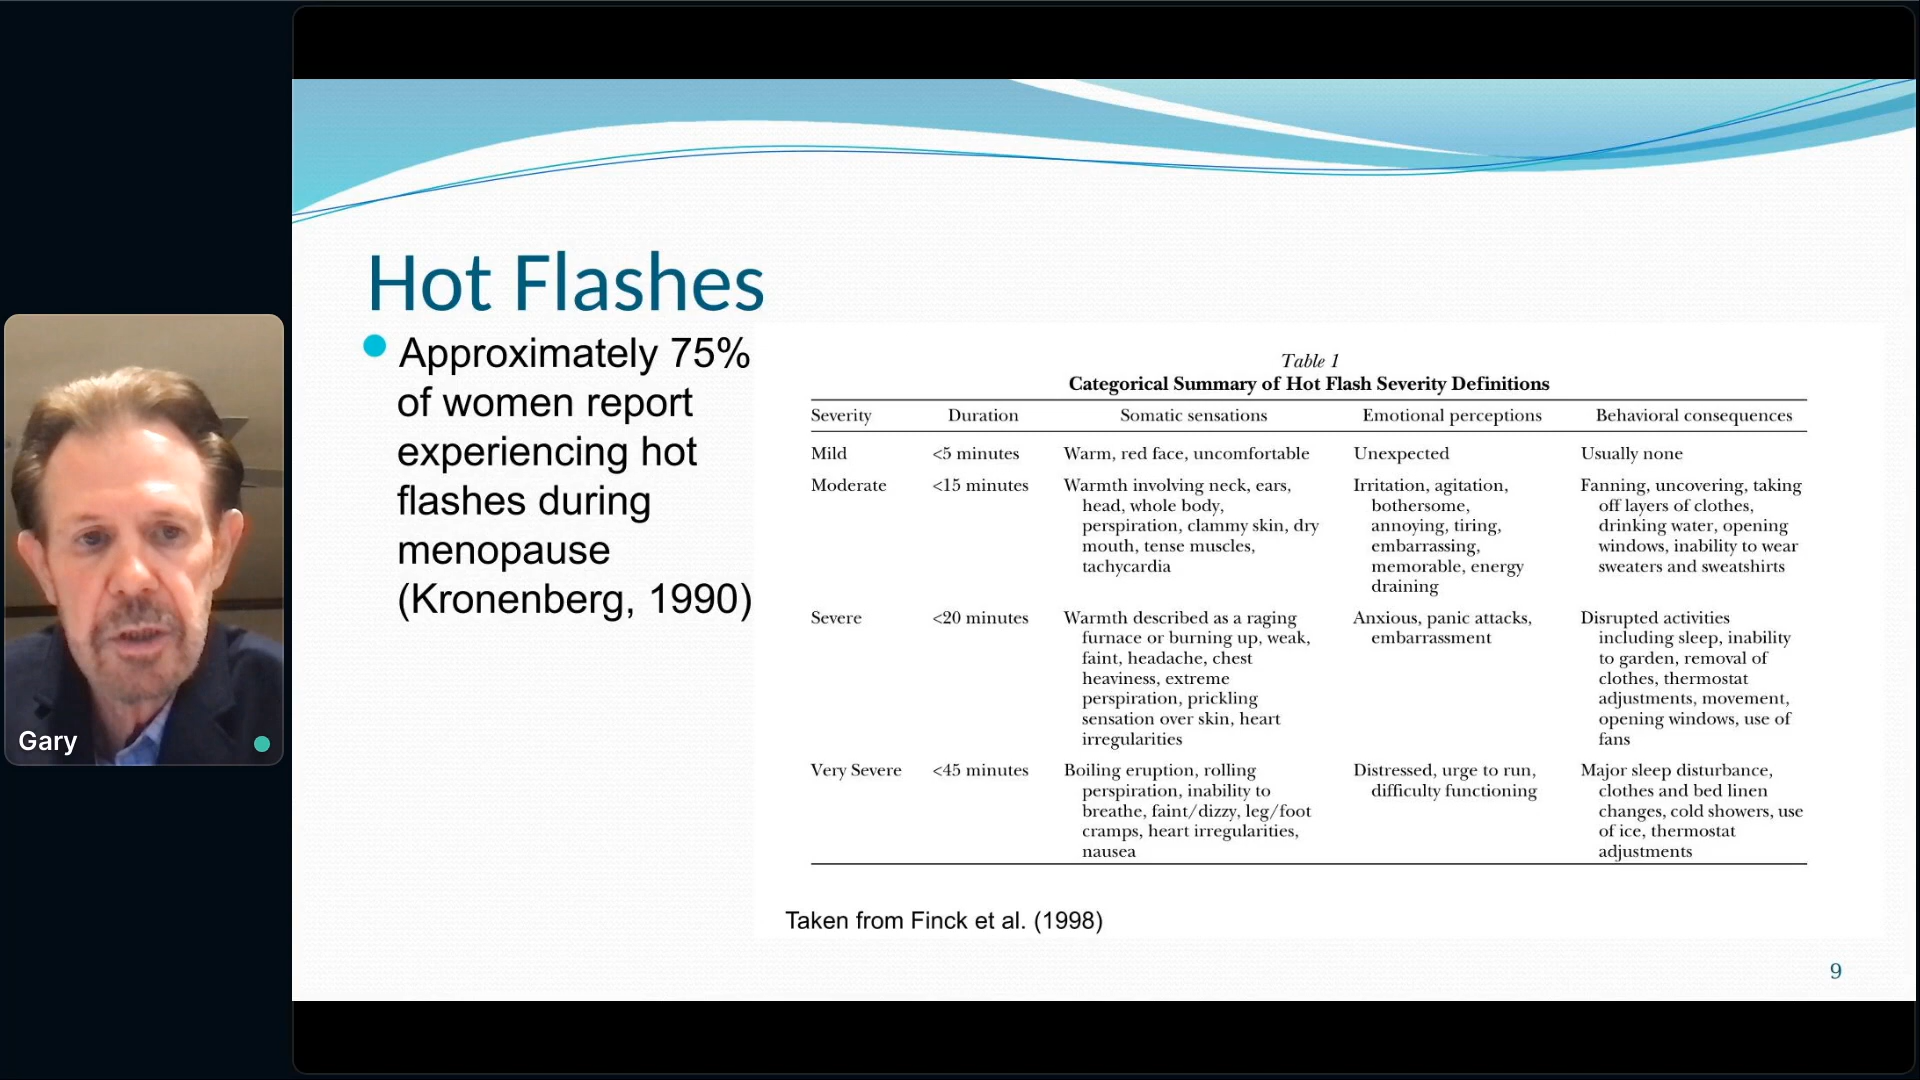 Hot Flashes
Approximately 75%
of women report
experiencing hot
flashes during
menopause
(Kronenberg, 1990)
Table 1
Categorical Summary of Hot Flash Severity Definitions
Severity Duration Somatic sensations Emotional perceptions Behavioral consequences
Mild <5 minutes Warm, red face, uncomfortable Unexpected Usually none
Moderate <15 minutes Warmth involving neck, ears, Irritation, agitation, Fanning, uncovering, taking
head, whole body, bothersome, off layers of clothes,
perspiration, clammy skin, dry annoying, tiring, drinking water, opening
mouth, tense muscles, embarrassing, windows, inability to wear
tachycardia memorable, energy sweaters and sweatshirts
draining
Severe <20 minutes Warmth described as a raging Anxious, panic attacks, Disrupted activities
furnace or burning up, weak, embarrassment including sleep, inability
faint, headache, chest to garden, removal of
heaviness, extreme clothes, thermostat
perspiration, prickling adjustments, movement,
sensation over skin, heart opening windows, use of
irregularities fans
Very Severe <45 minutes Boiling eruption, rolling Distressed, urge to run, Major sleep disturbance,
perspiration, inability to difficulty functioning clothes and bed linen
breathe, faint/dizzy, leg/foot changes, cold showers, use
cramps, heart irregularities, of ice, thermostat
nausea adjustments
Taken from Finck et al. (1998)
9
Gary